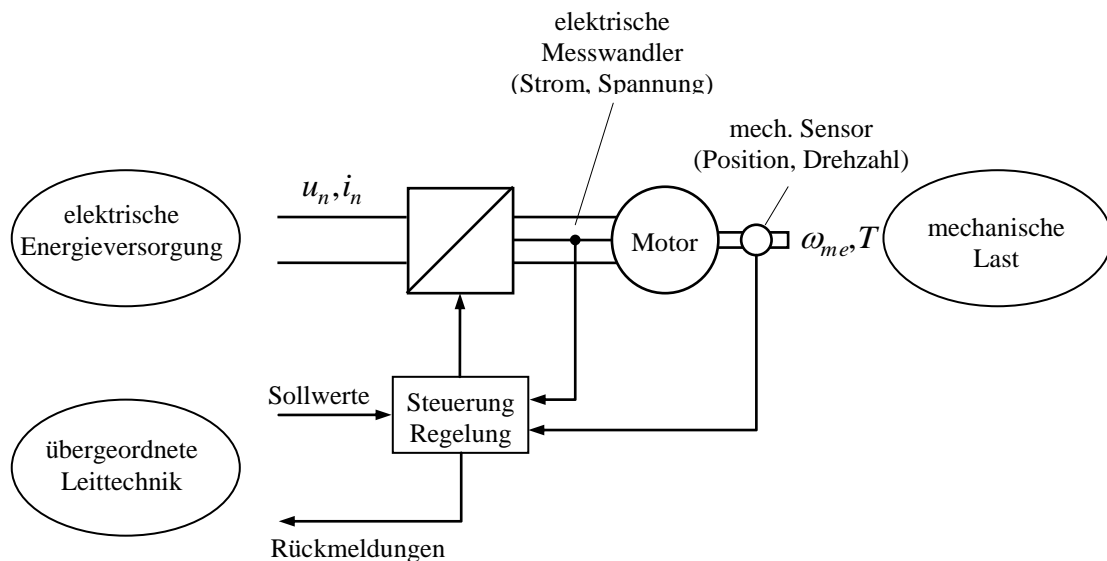 elektrische
Messwandler
(Strom, Spannung)
mech. Sensor
(Position, Drehzahl)
elektrische
Energieversorgung
u_n, i_n
Motor
ω_me, T
mechanische
Last
Sollwerte
Steuerung
Regelung
übergeordnete
Leittechnik
Rückmeldungen